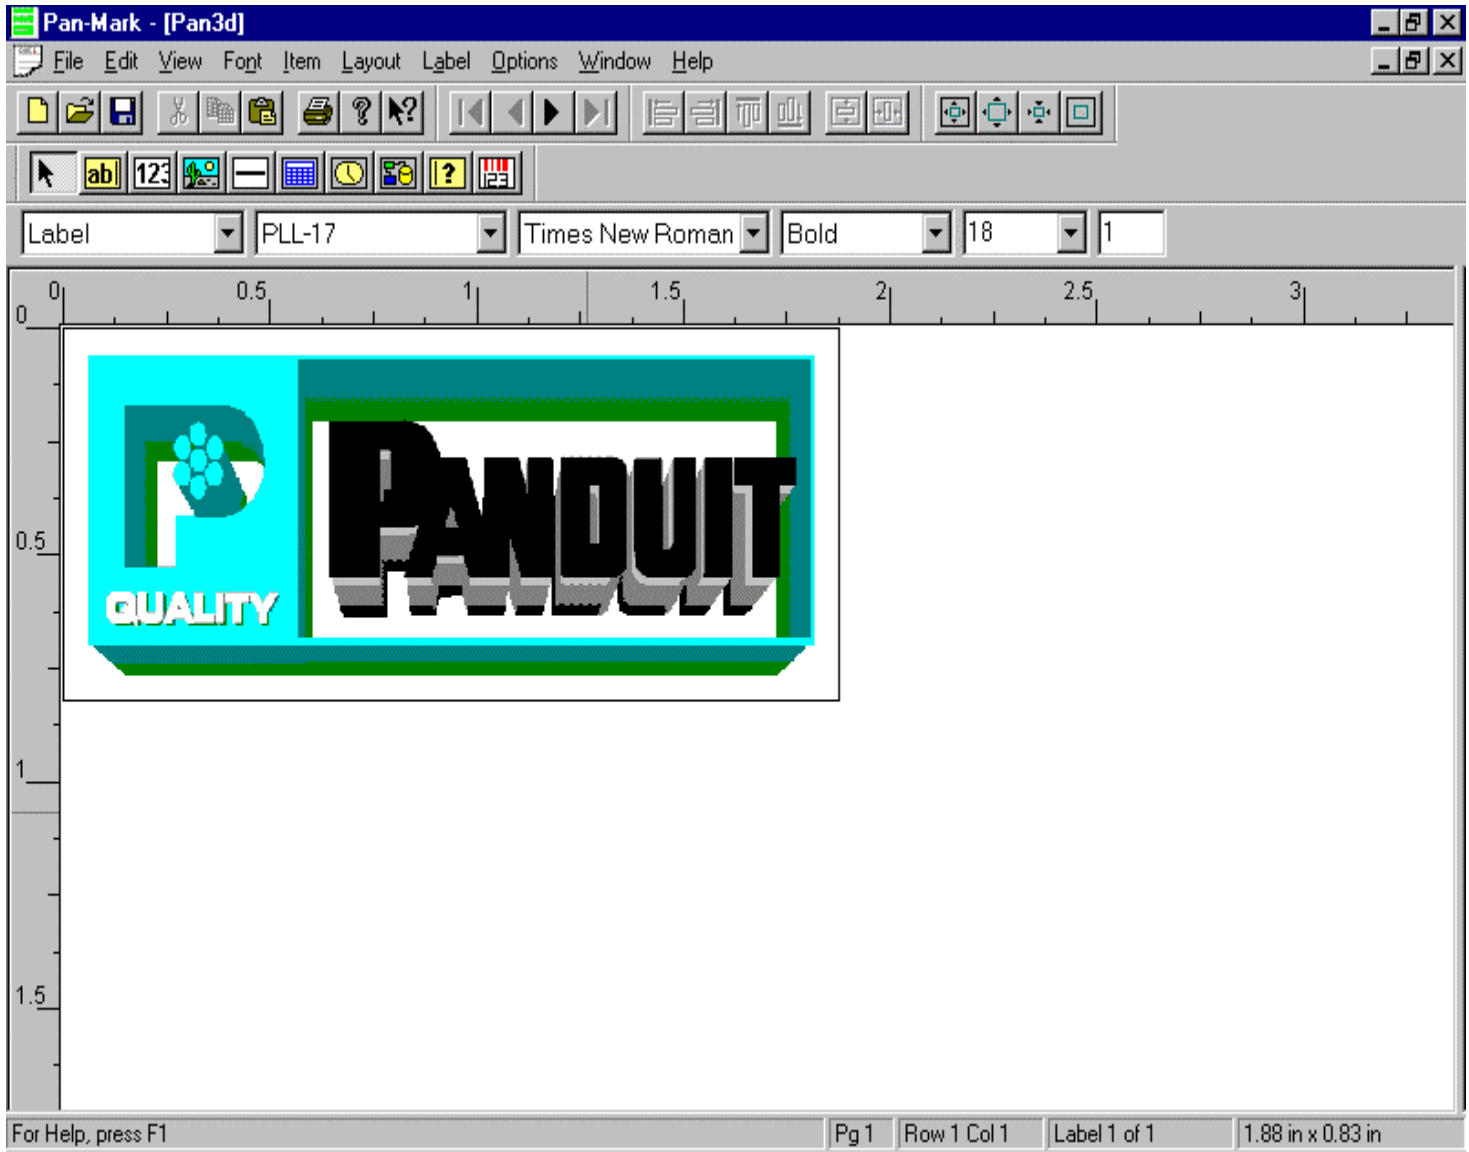 Pan-Mark - [Pan3d]
File Edit View Font Item Layout Label Options Window Help
ab 123 ? 123
Label PLL-17 Times New Roman Bold 18 1
0 0.5 1 1.5 2 2.5 3
0
0.5
1
1.5
PANDUIT
P
QUALITY
For Help, press F1 Pg 1 Row 1 Col 1 Label 1 of 1 1.88 in x 0.83 in